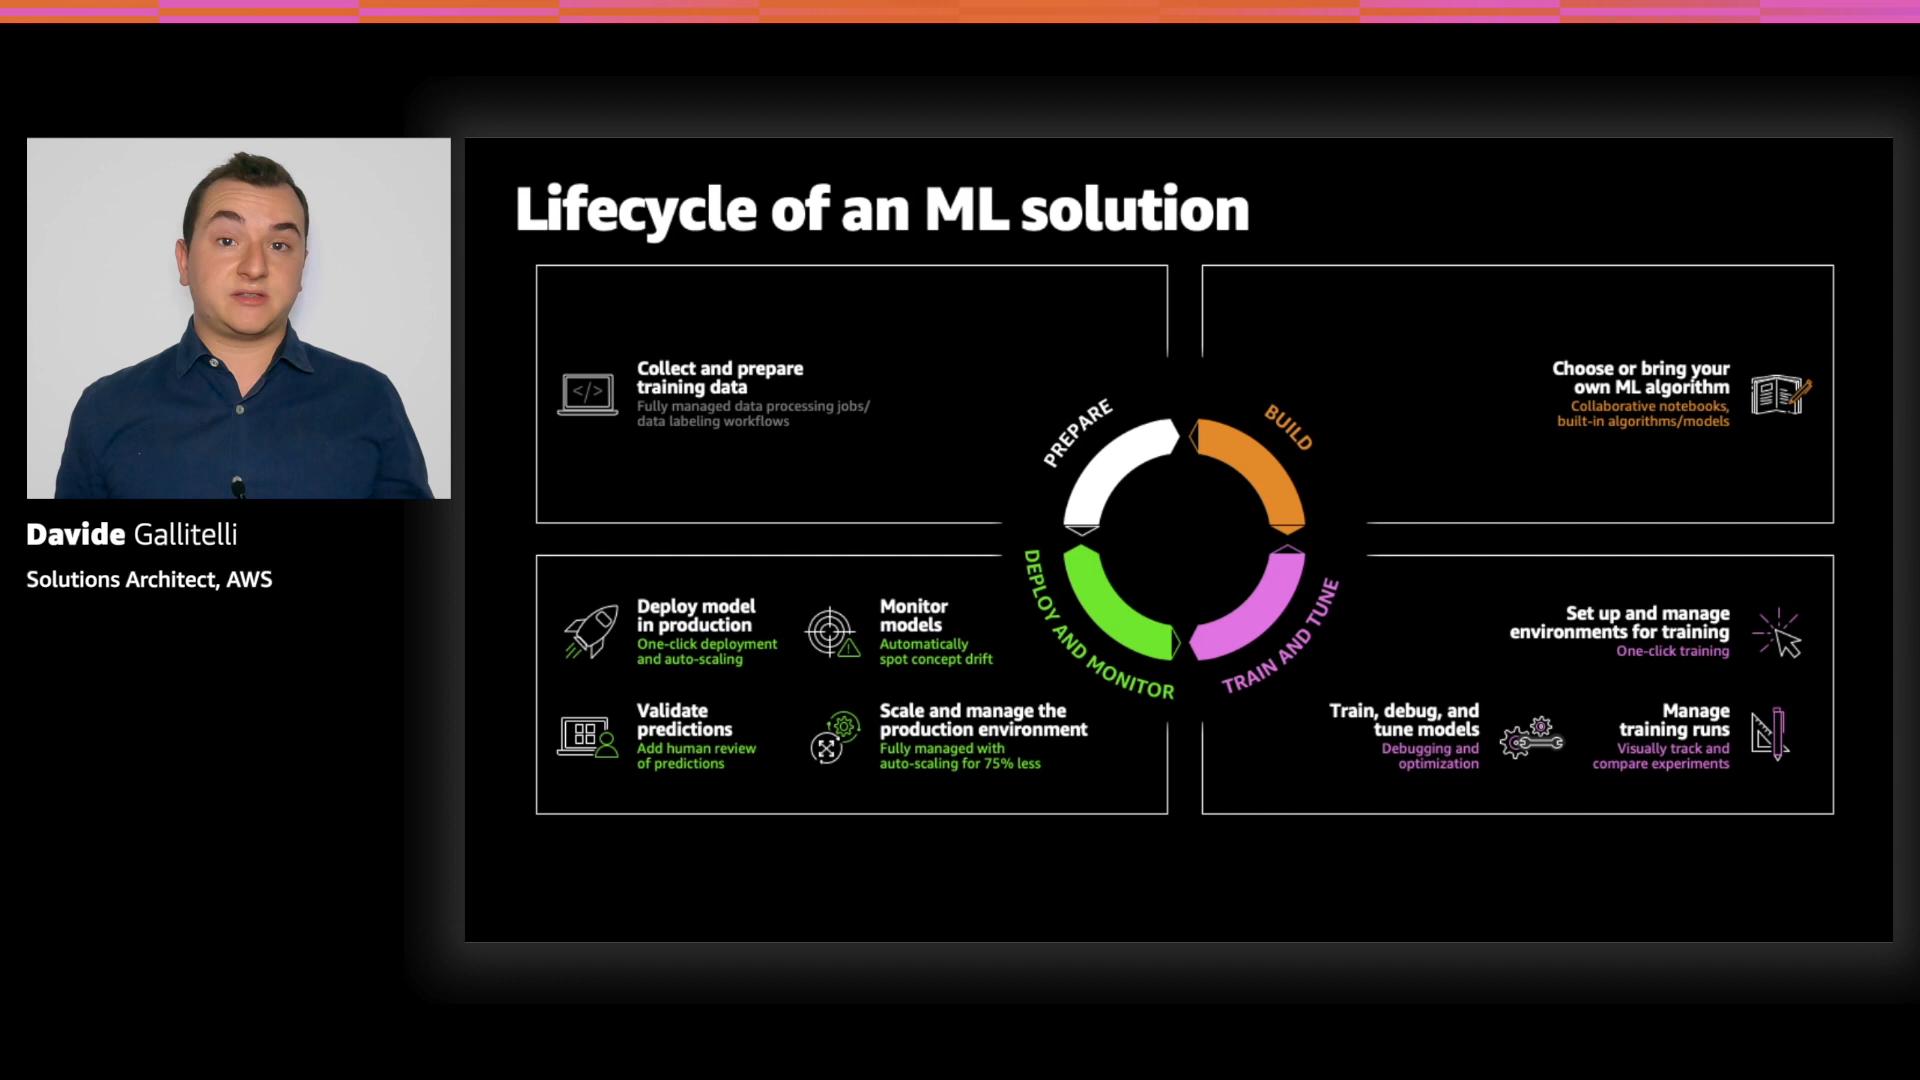 Lifecycle of an ML solution
Collect and prepare
training data
Fully managed data processing jobs/
data labeling workflows
Choose or bring your
own ML algorithm
Collaborative notebooks,
built-in algorithms/models
PREPARE
BUILD
DEPLOY AND MONITOR
TRAIN AND TUNE
Deploy model
in production
One-click deployment
and auto-scaling
Monitor
models
Automatically
spot concept drift
Validate
predictions
Add human review
of predictions
Scale and manage the
production environment
Fully managed with
auto-scaling for 75% less
Set up and manage
environments for training
One-click training
Train, debug, and
tune models
Debugging and
optimization
Manage
training runs
Visually track and
compare experiments
Davide Gallitelli
Solutions Architect, AWS